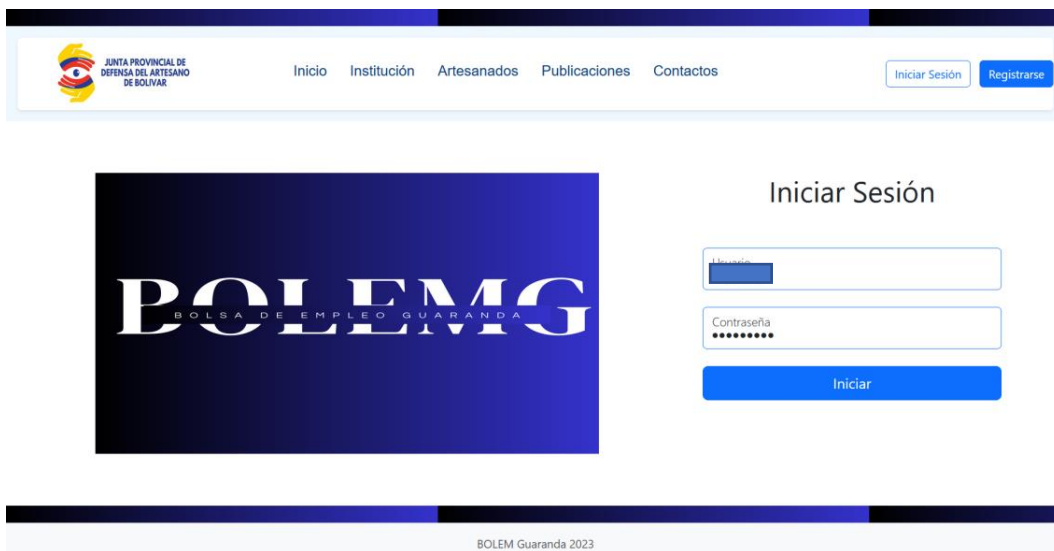 JUNTA PROVINCIAL DE
DEFENSA DEL ARTESANO
DE BOLIVAR
Inicio Institución Artesanados Publicaciones Contactos
Iniciar Sesión Registrarse
BOLEMG
BOLSA DE EMPLEO GUARANDA
Iniciar Sesión
Usuario
Contraseña
•••••••••
Iniciar
BOLEM Guaranda 2023